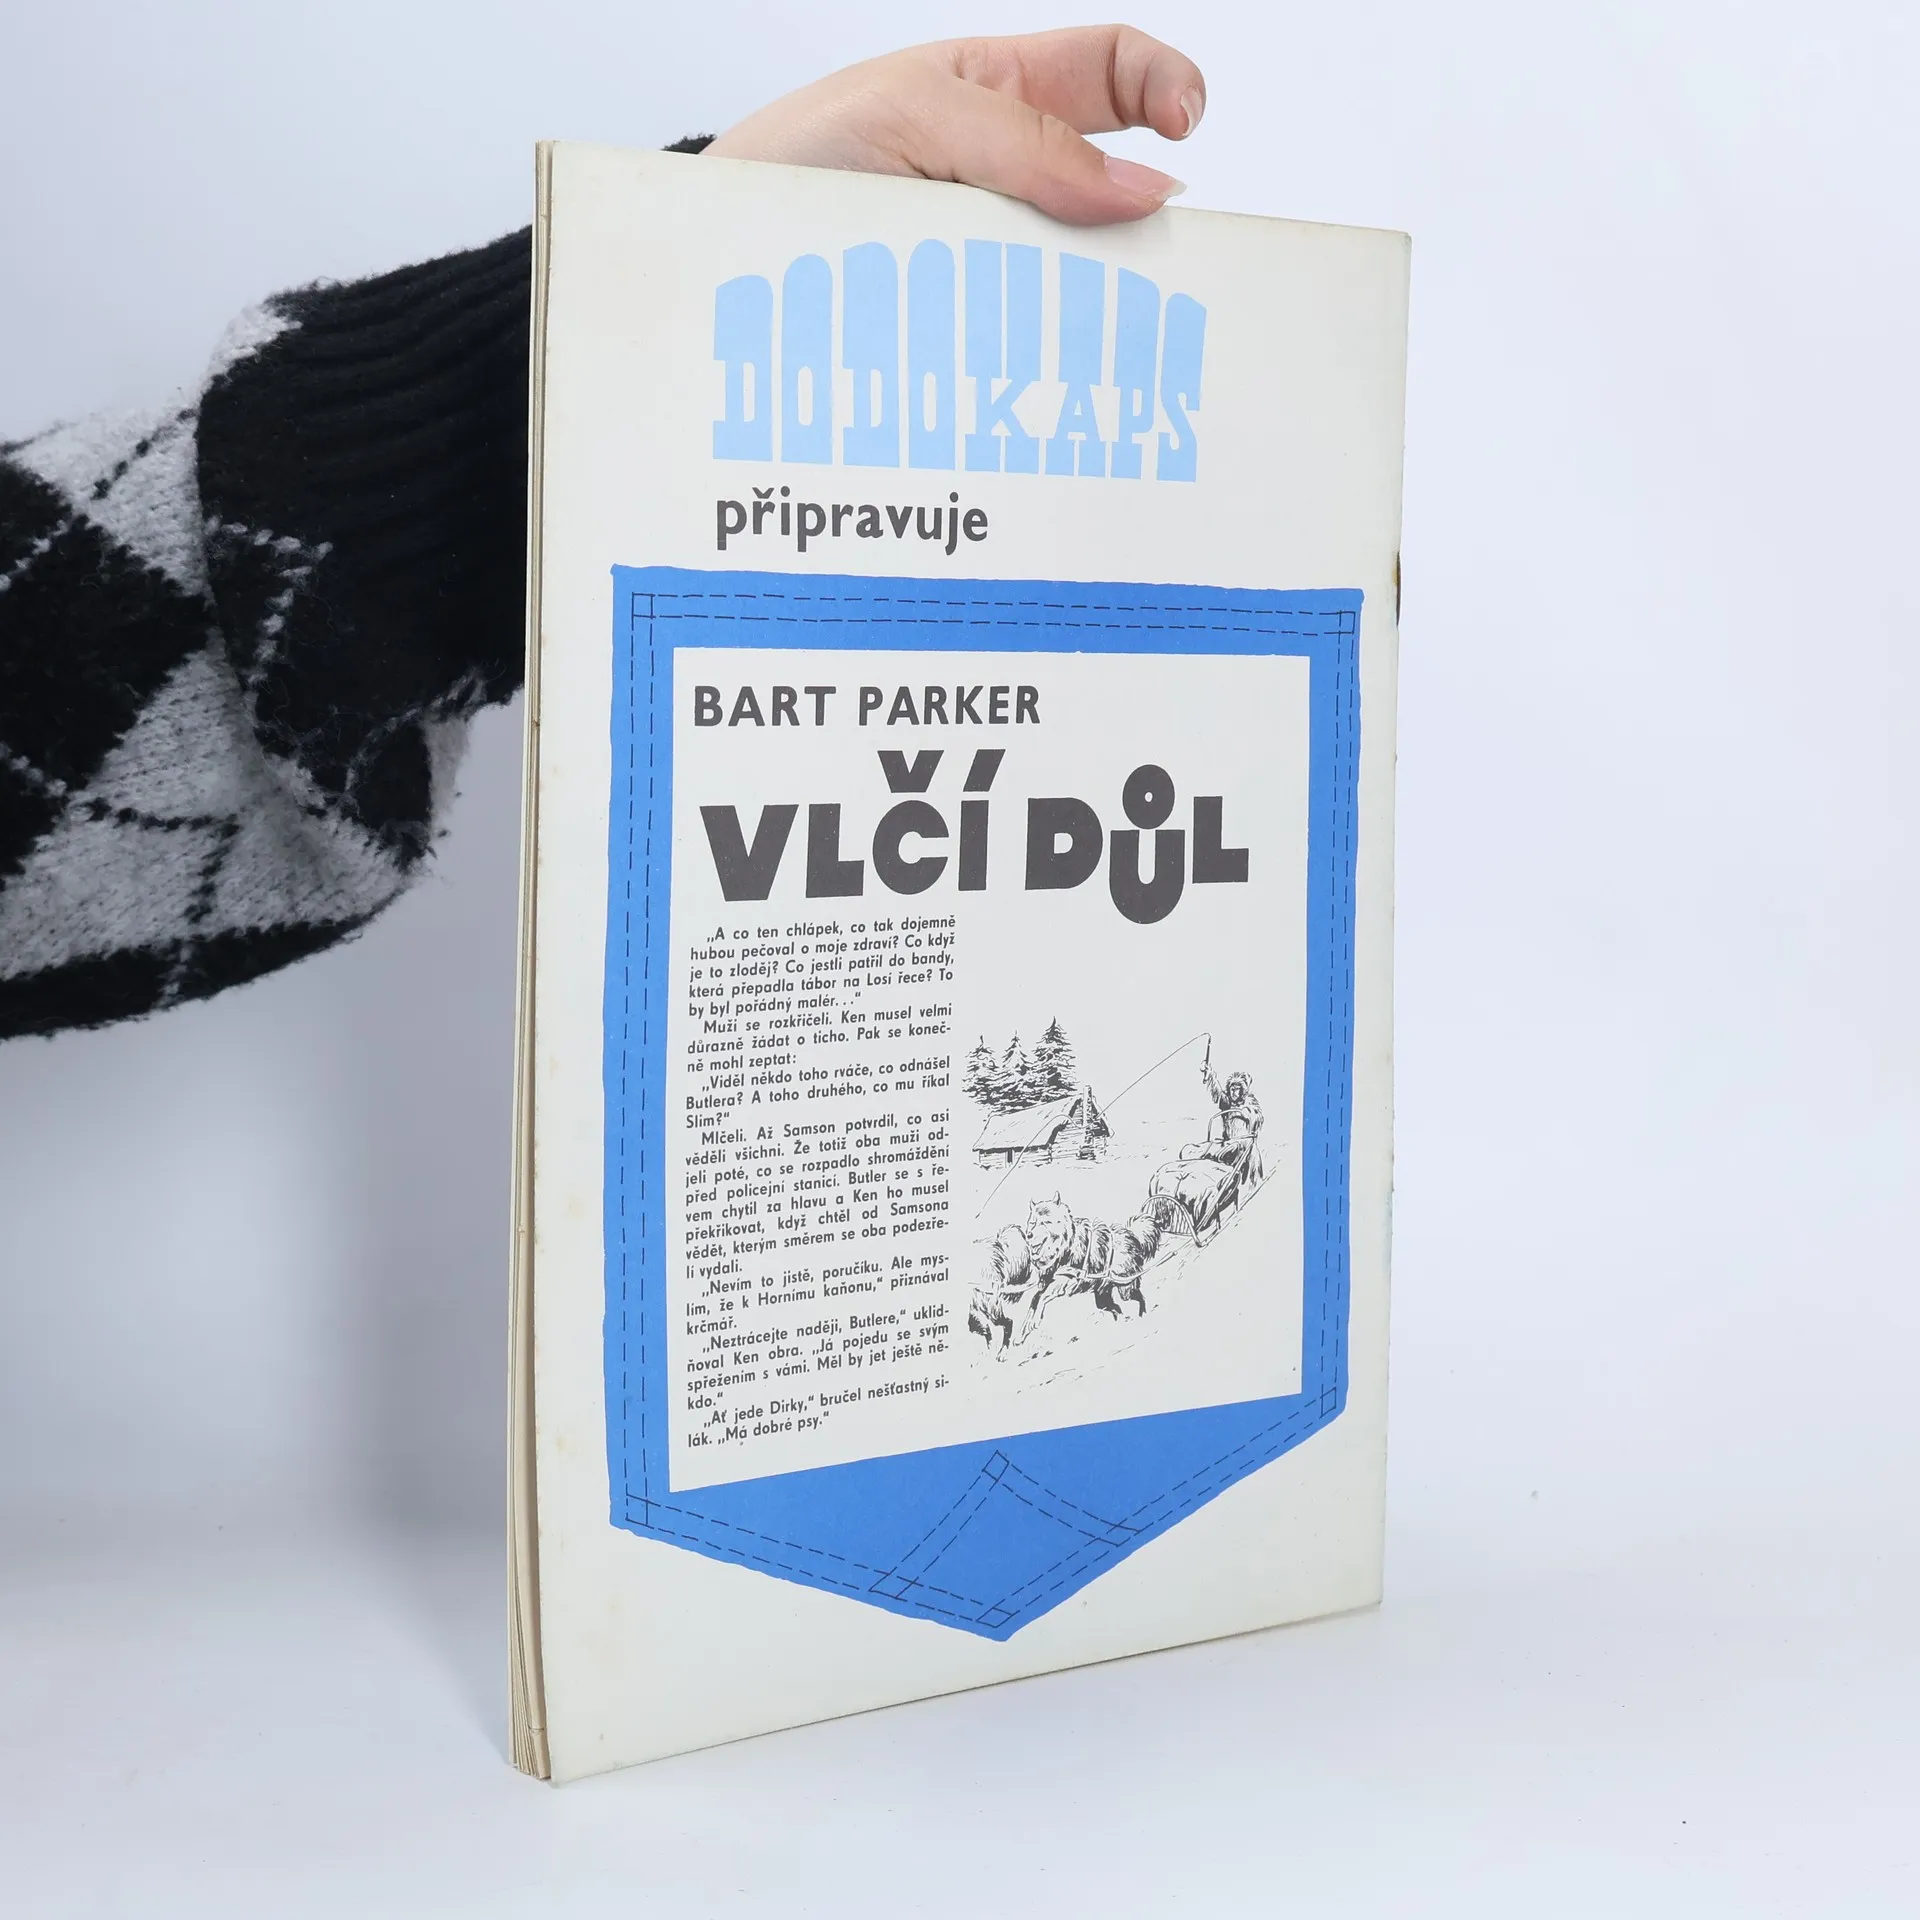 DODOKAPS
připravuje
BART PARKER
VLČÍ DŮL
„A co ten chlápek, co tak dojemně
hubou pečoval o moje zdraví? Co když
je to zloděj? Co jestli patřil do bandy,
která přepadla tábor na Losí řece? To
by byl pořádný malér...“
Muži se rozkřičeli. Ken musel velmi
důrazně žádat o ticho. Pak se koneč-
ně mohl zeptat:
„Viděl někdo toho rváče, co odnášel
Butlera? A toho druhého, co mu říkal
Slim?“
Mlčeli. Až Samson potvrdil, co asi
věděli všichni. Že totiž oba muži od-
jeli poté, co se rozpadlo shromáždění
před policejní stanicí. Butler se s ře-
vem chytil za hlavu a Ken ho musel
překřikovat, když chtěl od Samsona
vědět, kterým směrem se oba podezře-
lí vydali.
„Nevím to jistě, poručíku. Ale mys-
lím, že k Hornímu kaňonu,“ přiznával
krčmář.
„Neztrácejte naději, Butlere,“ uklid-
ňoval Ken obra. „Já pojedu se svým
spřežením s vámi. Měl by jet ještě ně-
kdo.“
„Ať jede Dirky,“ bručel nešťastný si-
lák. „Má dobré psy.“